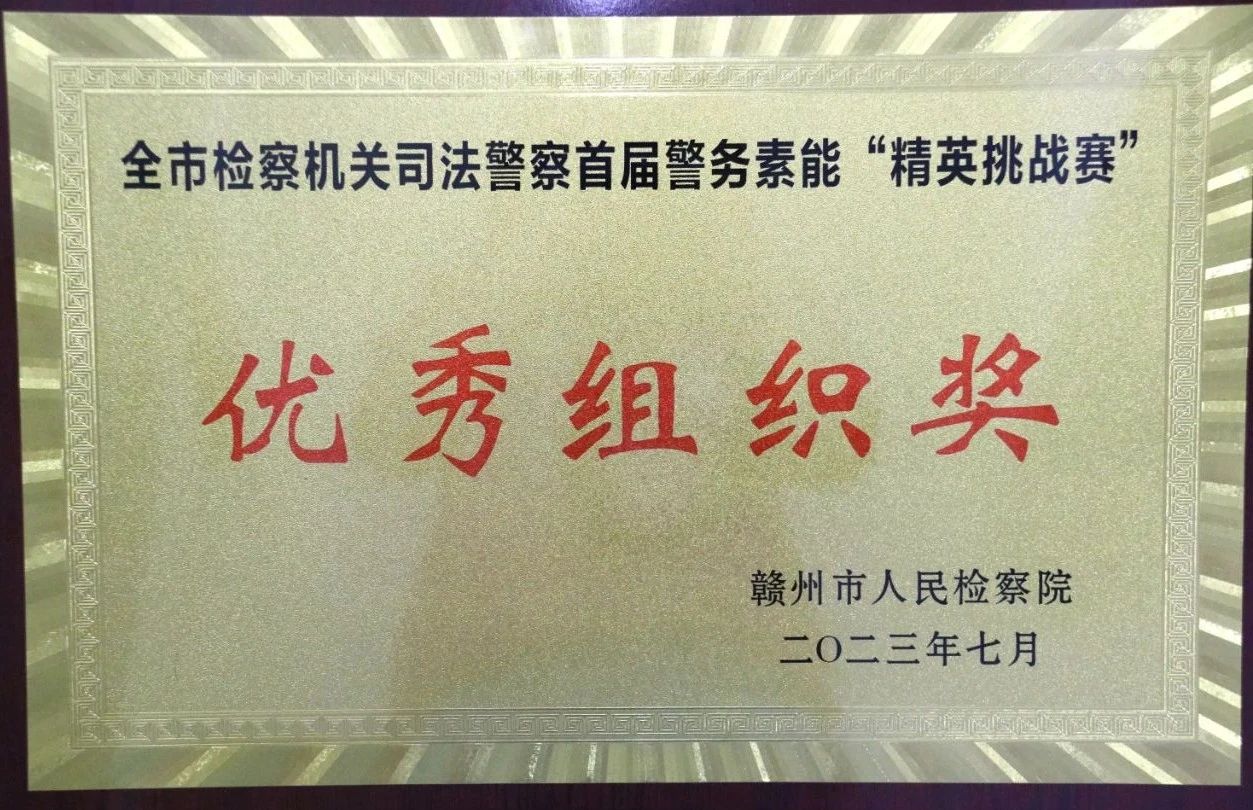 全市检察机关司法警察首届警务素能“精英挑战赛”
优秀组织奖
赣州市人民检察院
二〇二三年七月